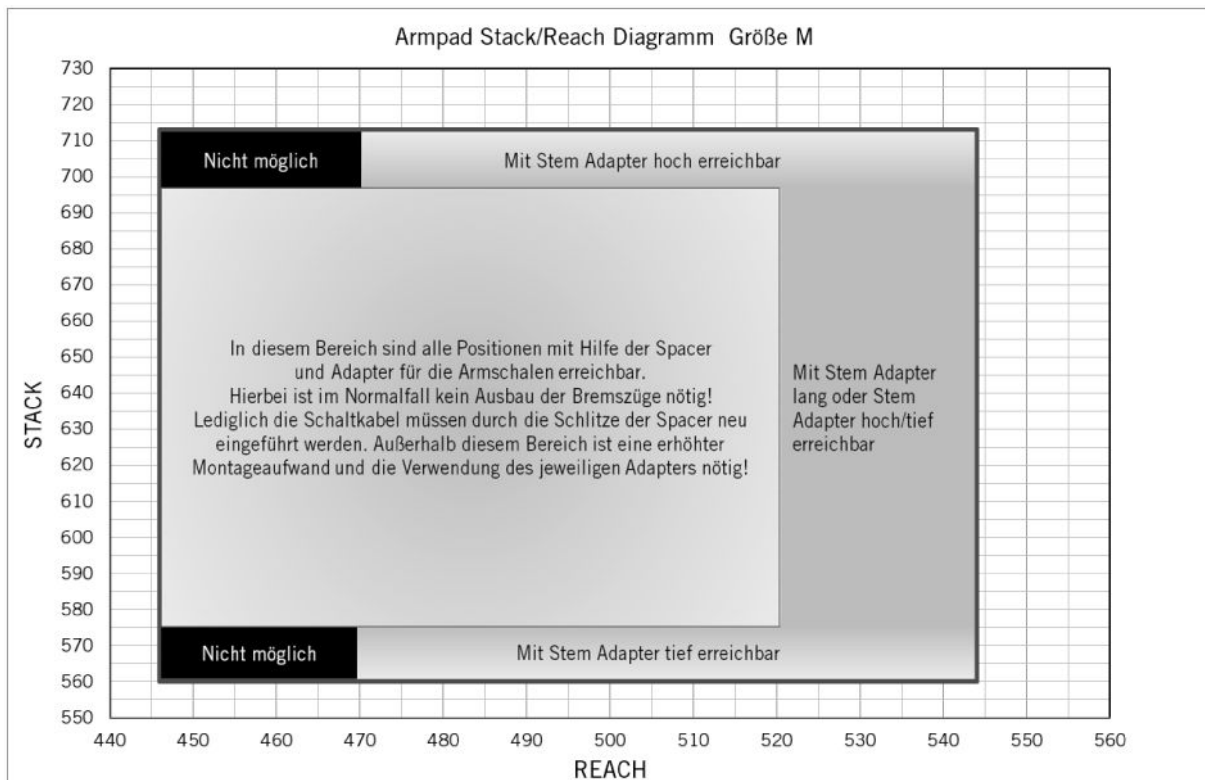 Armpad Stack/Reach Diagramm Größe M
730
720
710
700
690
680
670
660
650
640
630
620
610
600
590
580
570
560
550
STACK
Nicht möglich
Mit Stem Adapter hoch erreichbar
In diesem Bereich sind alle Positionen mit Hilfe der Spacer
und Adapter für die Armschalen erreichbar.
Hierbei ist im Normalfall kein Ausbau der Bremszüge nötig!
Lediglich die Schaltkabel müssen durch die Schlitze der Spacer neu
eingeführt werden. Außerhalb diesem Bereich ist eine erhöhter
Montageaufwand und die Verwendung des jeweiligen Adapters nötig!
Mit Stem Adapter
lang oder Stem
Adapter hoch/tief
erreichbar
Nicht möglich
Mit Stem Adapter tief erreichbar
440 450 460 470 480 490 500 510 520 530 540 550 560
REACH